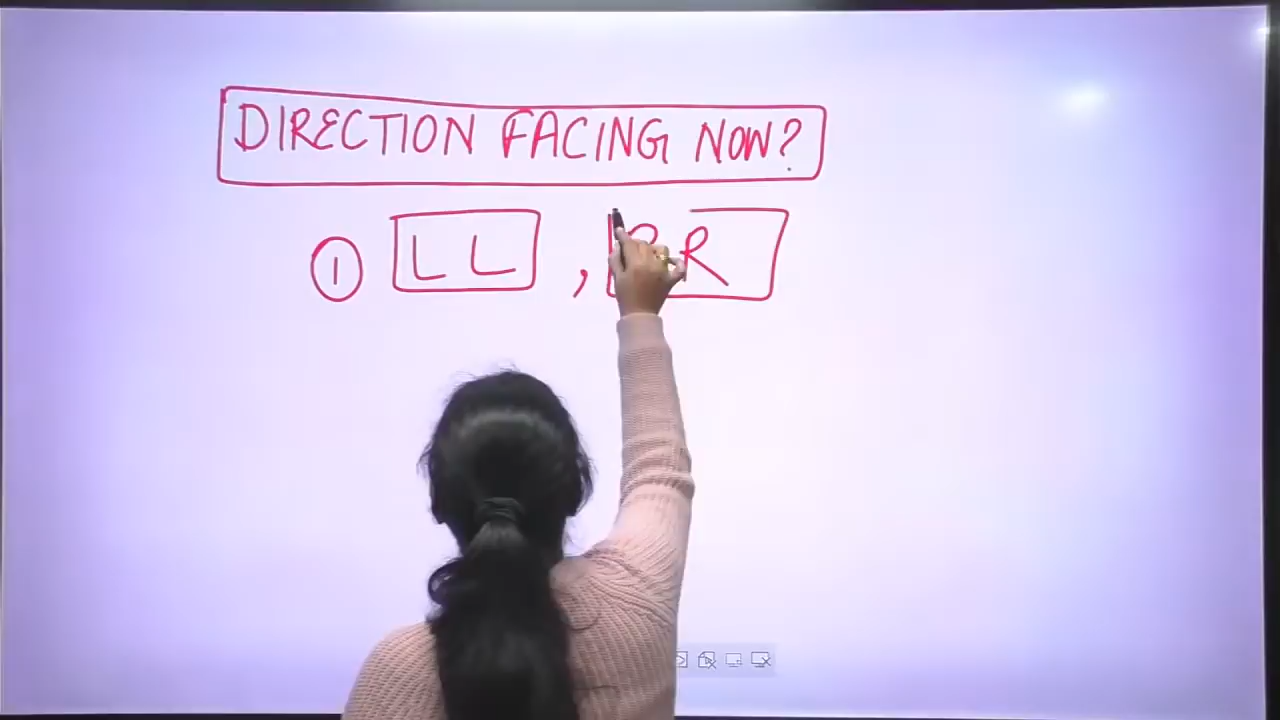 DIRECTION FACING NOW?
① LL , RR